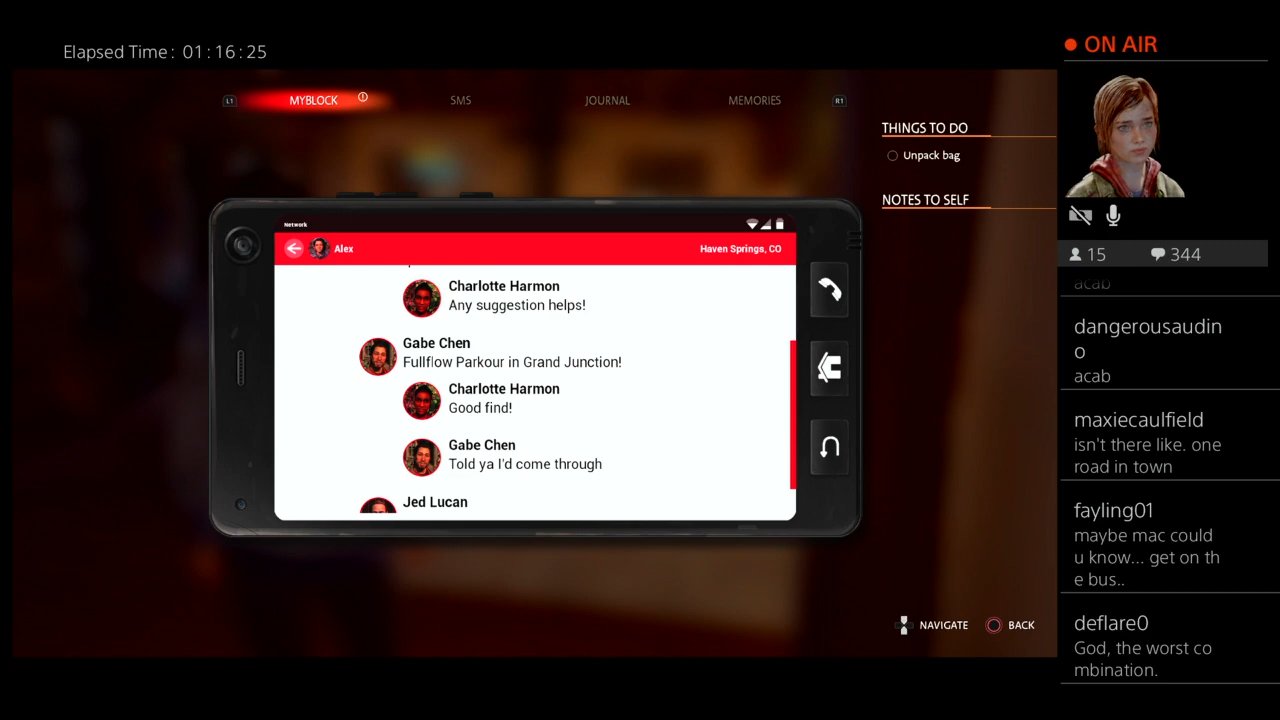 Elapsed Time: 01:16:25
ON AIR
L1
MYBLOCK
SMS
JOURNAL
MEMORIES
R1
THINGS TO DO
Unpack bag
NOTES TO SELF
Network
Alex
Haven Springs, CO
Charlotte Harmon
Any suggestion helps!
Gabe Chen
Fullflow Parkour in Grand Junction!
Charlotte Harmon
Good find!
Gabe Chen
Told ya I'd come through
Jed Lucan
NAVIGATE
BACK
15
344
acab
dangerousaudin
o
acab
maxiecaulfield
isn't there like. one
road in town
fayling01
maybe mac could
u know... get on th
e bus..
deflare0
God, the worst co
mbination.